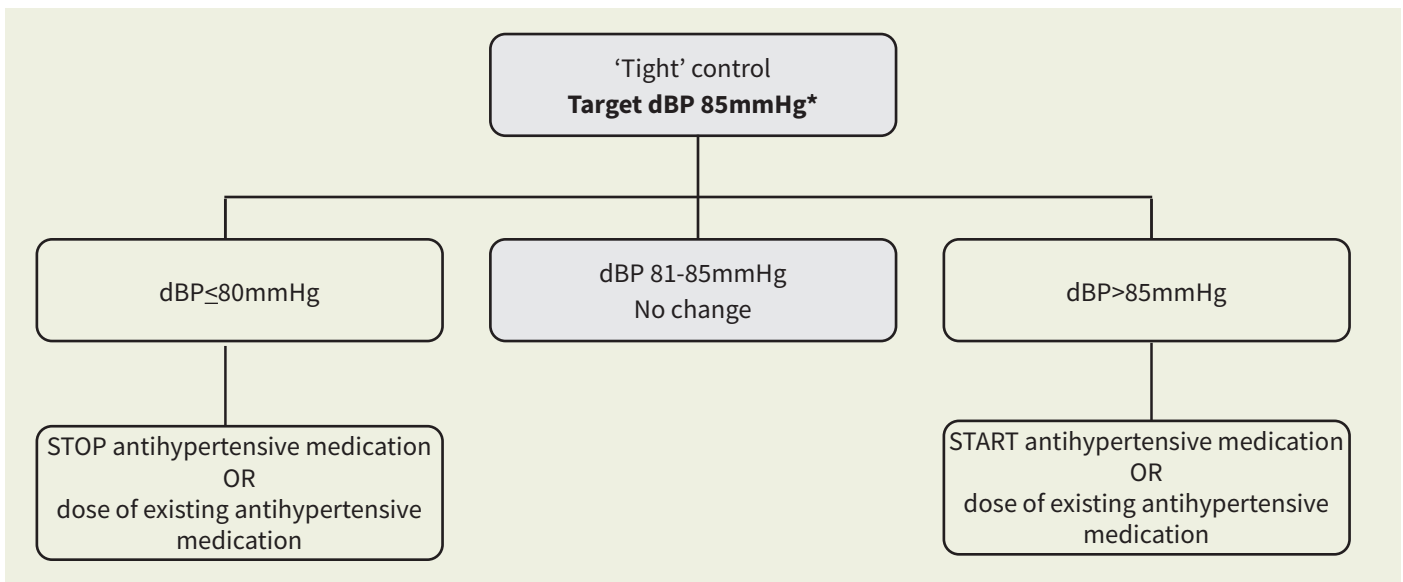 ‘Tight’ control
Target dBP 85mmHg*
dBP≤80mmHg
dBP 81-85mmHg
No change
dBP>85mmHg
STOP antihypertensive medication
OR
dose of existing antihypertensive
medication
START antihypertensive medication
OR
dose of existing antihypertensive
medication